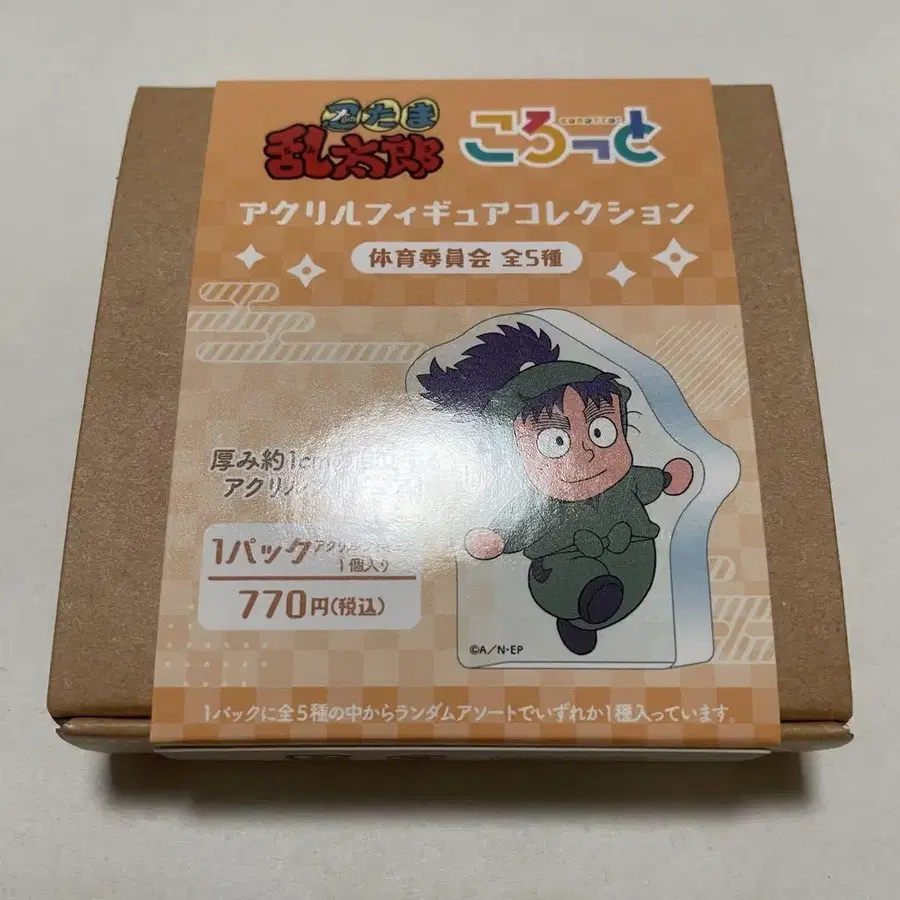 忍たま
乱太郎
COROTTO!
ころっと
アクリルフィギュアコレクション
体育委員会 全5種
厚み約1cm
アクリル
1パック
1個入り
770円(税込)
©A/N・EP
1パックに全5種の中からランダムアソートでいずれか1種入っています。